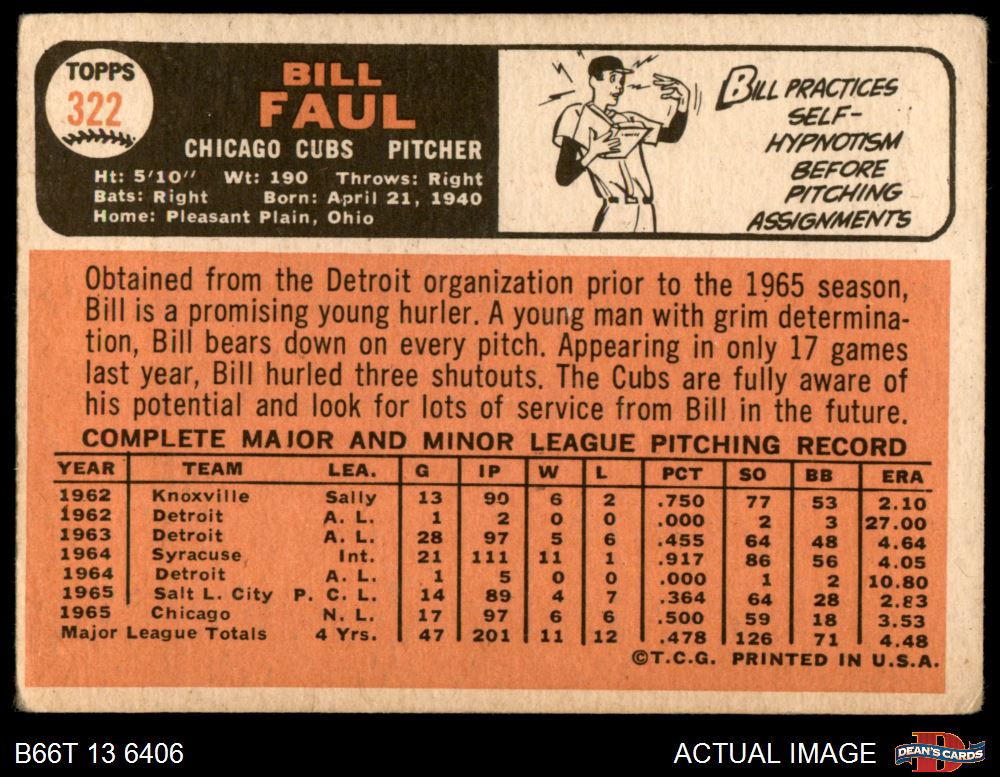 TOPPS
322
BILL
FAUL
CHICAGO CUBS PITCHER
Ht: 5'10" Wt: 190 Throws: Right
Bats: Right Born: April 21, 1940
Home: Pleasant Plain, Ohio
BILL PRACTICES
SELF-
HYPNOTISM
BEFORE
PITCHING
ASSIGNMENTS
Obtained from the Detroit organization prior to the 1965 season,
Bill is a promising young hurler. A young man with grim determina-
tion, Bill bears down on every pitch. Appearing in only 17 games
last year, Bill hurled three shutouts. The Cubs are fully aware of
his potential and look for lots of service from Bill in the future.
COMPLETE MAJOR AND MINOR LEAGUE PITCHING RECORD
YEAR TEAM LEA. G IP W L PCT SO BB ERA
1962 Knoxville Sally 13 90 6 2 .750 77 53 2.10
1962 Detroit A. L. 1 2 0 0 .000 2 3 27.00
1963 Detroit A. L. 28 97 5 6 .455 64 48 4.64
1964 Syracuse Int. 21 111 11 1 .917 86 56 4.05
1964 Detroit A. L. 1 5 0 0 .000 1 2 10.80
1965 Salt L. City P. C. L. 14 89 4 7 .364 64 28 2.83
1965 Chicago N. L. 17 97 6 6 .500 59 18 3.53
Major League Totals 4 Yrs. 47 201 11 12 .478 126 71 4.48
©T.C.G. PRINTED IN U.S.A.
B66T 13 6406 ACTUAL IMAGE
DEAN'S CARDS